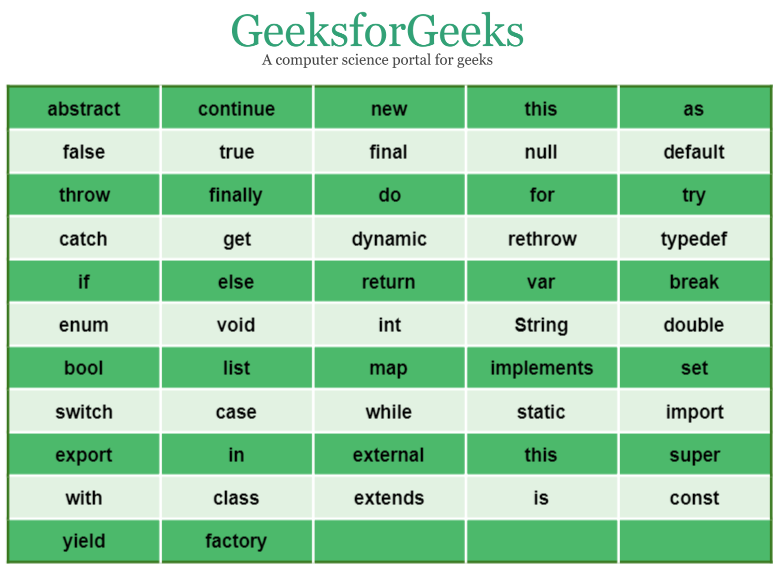 GeeksforGeeks
A computer science portal for geeks
abstract continue new this as
false true final null default
throw finally do for try
catch get dynamic rethrow typedef
if else return var break
enum void int String double
bool list map implements set
switch case while static import
export in external this super
with class extends is const
yield factory